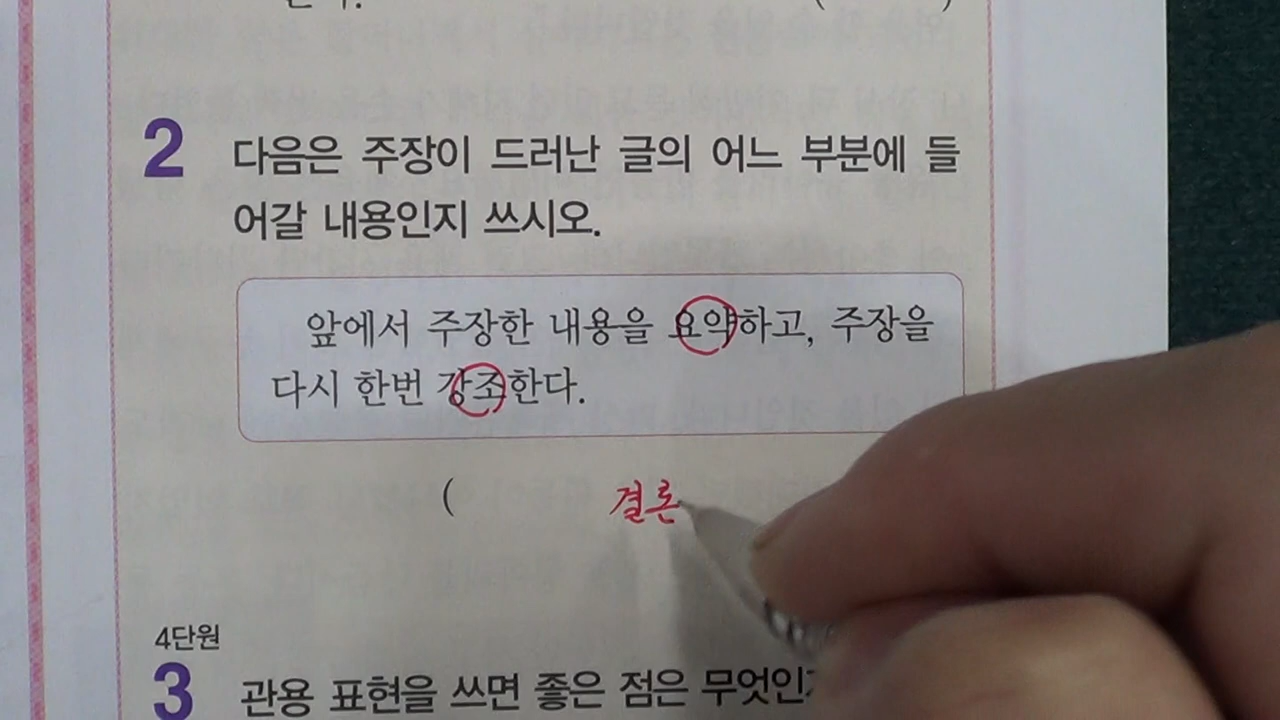 2 다음은 주장이 드러난 글의 어느 부분에 들
어갈 내용인지 쓰시오.
앞에서 주장한 내용을 요약하고, 주장을
다시 한번 강조한다.
( 결론
4단원
3 관용 표현을 쓰면 좋은 점은 무엇인